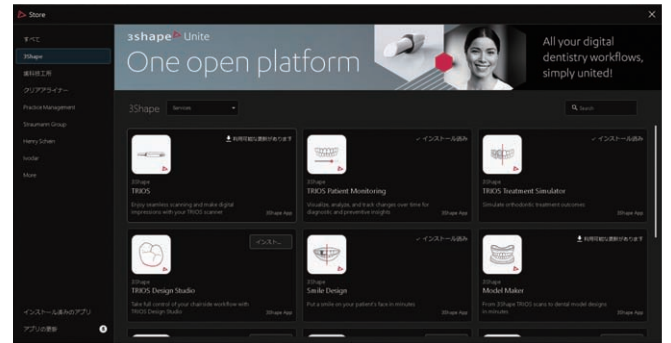 Store
すべて
3Shape
歯科技工用
クリアアライナー
Practice Management
Straumann Group
Henry Schein
Ivoclar
More
インストール済みのアプリ
アプリの更新
8
3shape Unite
One open platform
All your digital
dentistry workflows,
simply united!
3Shape
Services
Search
利用可能な更新があります
3Shape
TRIOS
Enjoy seamless scanning and make digital
impressions with your TRIOS scanner
3Shape App
インストール済み
3Shape
TRIOS Patient Monitoring
Visualize, analyze, and track changes over time for
diagnostic and preventive insights
3Shape App
インストール済み
3Shape
TRIOS Treatment Simulator
Simulate orthodontic treatment outcomes
3Shape App
インスト...
3Shape
TRIOS Design Studio
Take full control of your chairside workflow with
TRIOS Design Studio
3Shape App
インストール済み
3Shape
Smile Design
Put a smile on your patient's face in minutes
3Shape App
利用可能な更新があります
3Shape
Model Maker
From 3Shape TRIOS scans to dental model designs
in minutes
3Shape App